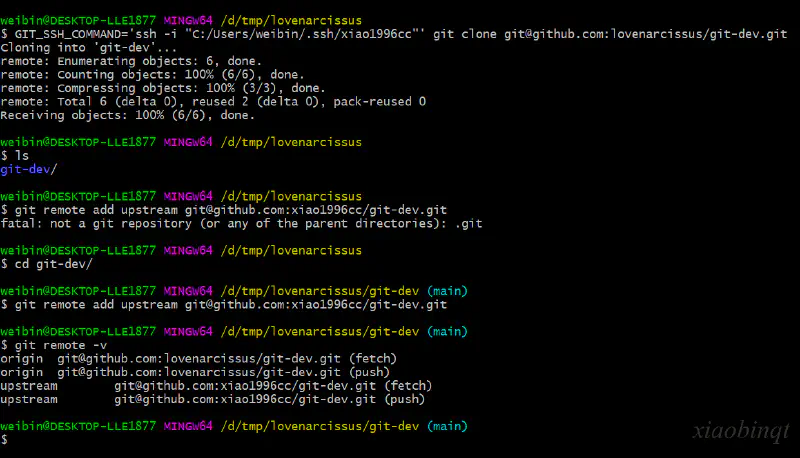 weibin@DESKTOP-LLE1877 MINGW64 /d/tmp/lovenarcissus
$ GIT_SSH_COMMAND='ssh -i "C:/Users/weibin/.ssh/xiao1996cc"' git clone git@github.com:lovenarcissus/git-dev.git
Cloning into 'git-dev'...
remote: Enumerating objects: 6, done.
remote: Counting objects: 100% (6/6), done.
remote: Compressing objects: 100% (3/3), done.
remote: Total 6 (delta 0), reused 2 (delta 0), pack-reused 0
Receiving objects: 100% (6/6), done.
weibin@DESKTOP-LLE1877 MINGW64 /d/tmp/lovenarcissus
$ ls
git-dev/
weibin@DESKTOP-LLE1877 MINGW64 /d/tmp/lovenarcissus
$ git remote add upstream git@github.com:xiao1996cc/git-dev.git
fatal: not a git repository (or any of the parent directories): .git
weibin@DESKTOP-LLE1877 MINGW64 /d/tmp/lovenarcissus
$ cd git-dev/
weibin@DESKTOP-LLE1877 MINGW64 /d/tmp/lovenarcissus/git-dev (main)
$ git remote add upstream git@github.com:xiao1996cc/git-dev.git
weibin@DESKTOP-LLE1877 MINGW64 /d/tmp/lovenarcissus/git-dev (main)
$ git remote -v
origin  git@github.com:lovenarcissus/git-dev.git (fetch)
origin  git@github.com:lovenarcissus/git-dev.git (push)
upstream        git@github.com:xiao1996cc/git-dev.git (fetch)
upstream        git@github.com:xiao1996cc/git-dev.git (push)
weibin@DESKTOP-LLE1877 MINGW64 /d/tmp/lovenarcissus/git-dev (main)
$
xiaobinqt